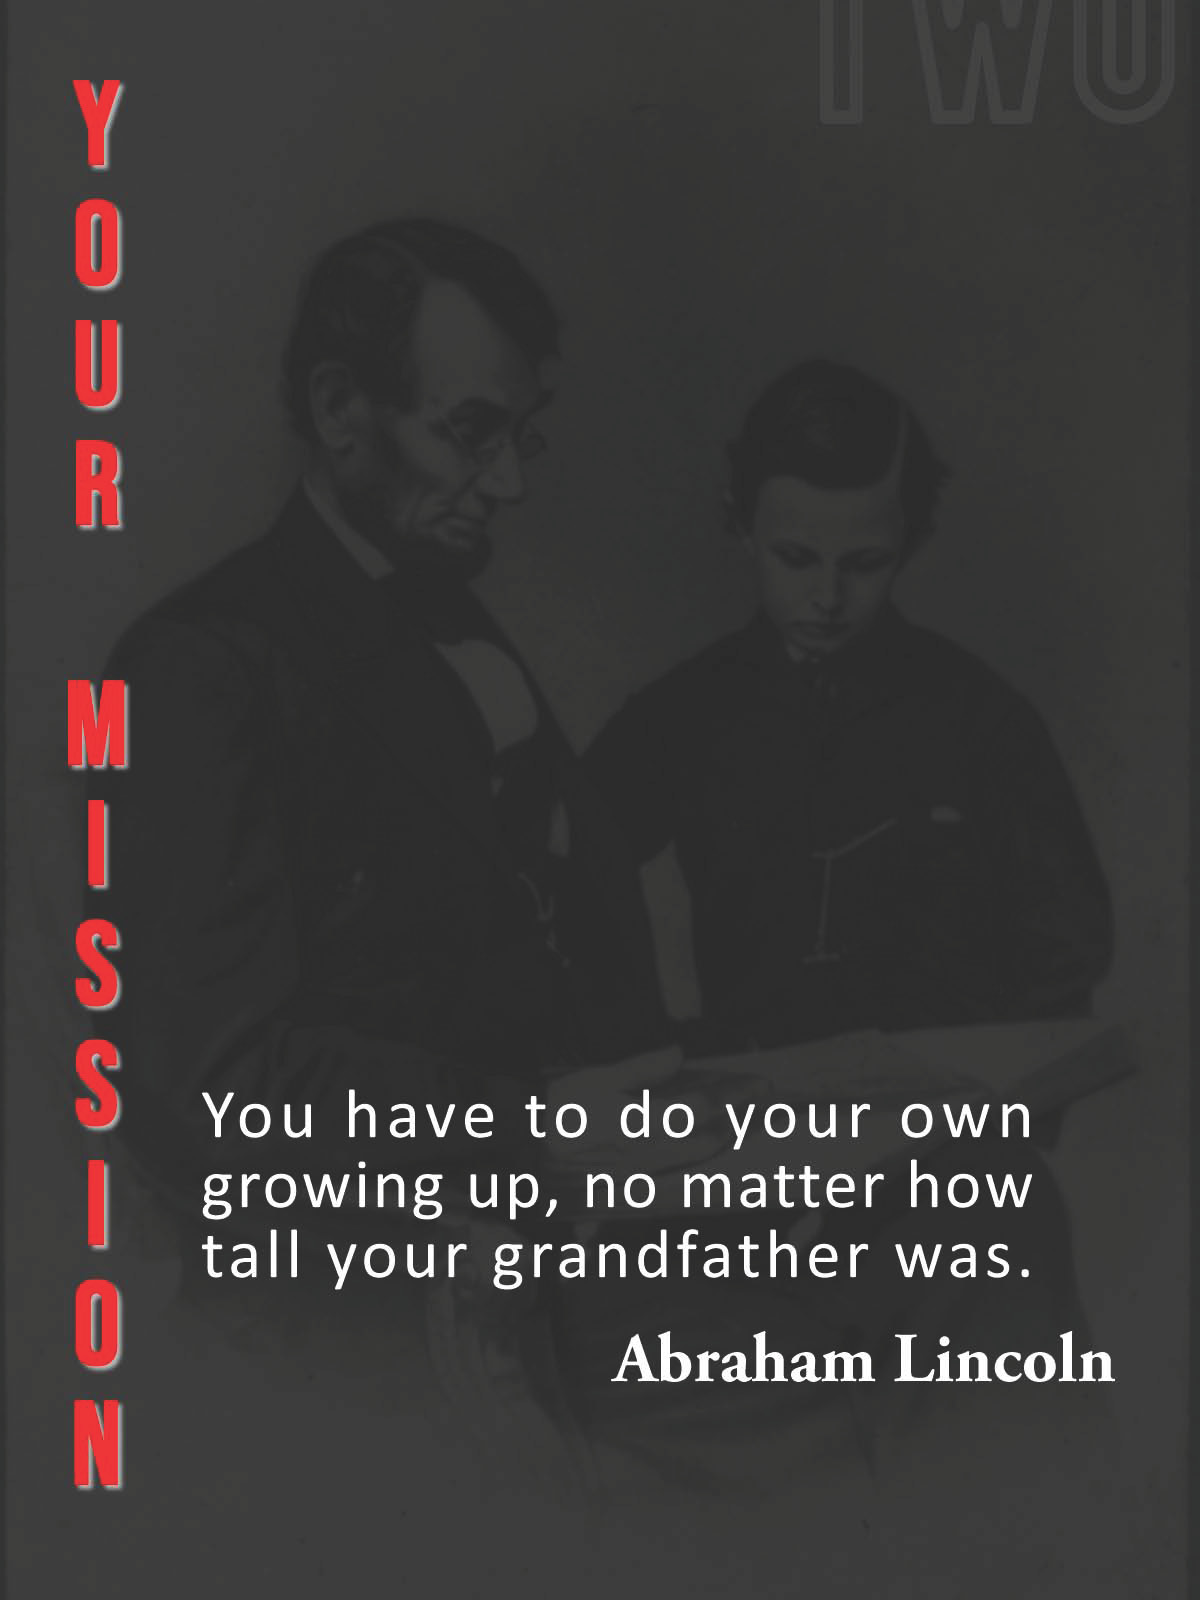 TWO
YOUR MISSION
You have to do your own
growing up, no matter how
tall your grandfather was.
Abraham Lincoln